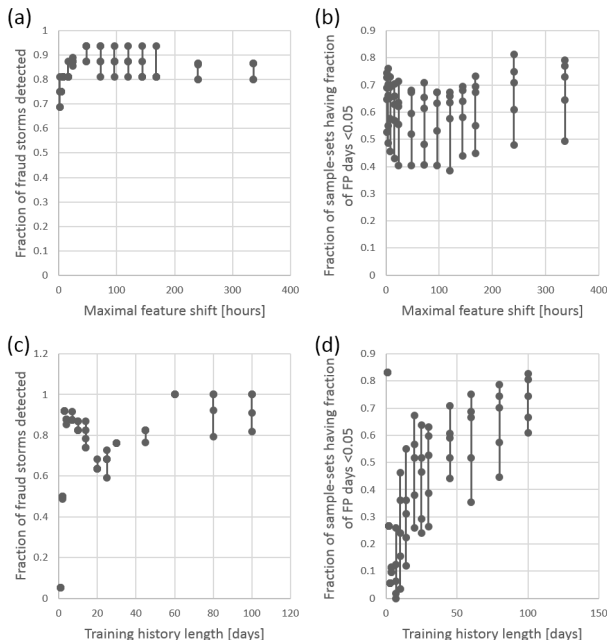 (a)
Fraction of fraud storms detected
1
0.9
0.8
0.7
0.6
0.5
0.4
0.3
0.2
0.1
0
0 100 200 300 400
Maximal feature shift [hours]
(b)
Fraction of sample-sets having fraction
of FP days <0.05
0.9
0.8
0.7
0.6
0.5
0.4
0.3
0.2
0.1
0
0 100 200 300 400
Maximal feature shift [hours]
(c)
Fraction of fraud storms detected
1.2
1
0.8
0.6
0.4
0.2
0
0 20 40 60 80 100 120
Training history length [days]
(d)
Fraction of sample-sets having fraction
of FP days <0.05
0.9
0.8
0.7
0.6
0.5
0.4
0.3
0.2
0.1
0
0 50 100 150
Training history length [days]